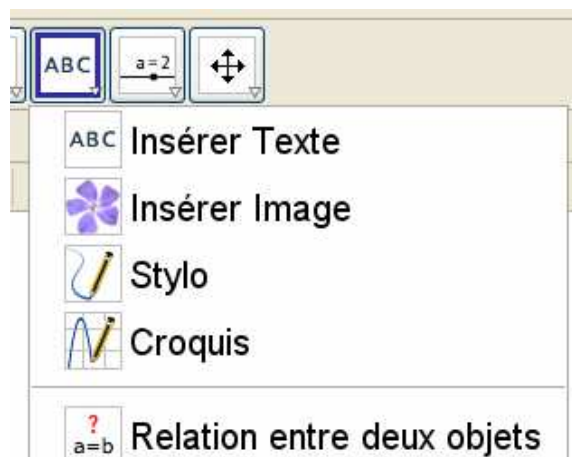 ABC a=2
ABC Insérer Texte
Insérer Image
Stylo
Croquis
? a=b Relation entre deux objets